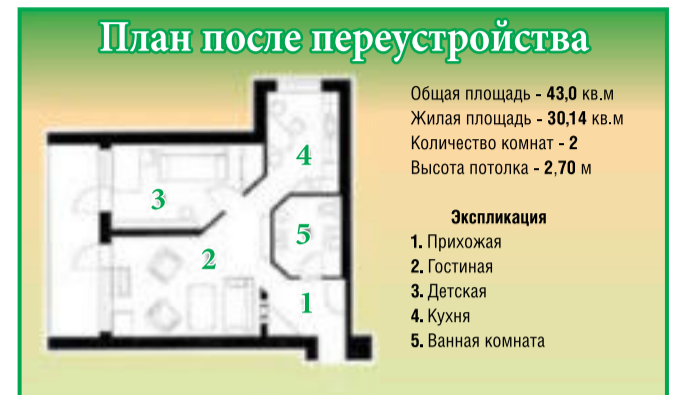 План после переустройства
Общая площадь - 43,0 кв.м
Жилая площадь - 30,14 кв.м
Количество комнат - 2
Высота потолка - 2,70 м
Экспликация
1. Прихожая
2. Гостиная
3. Детская
4. Кухня
5. Ванная комната
4
3
5
2
1